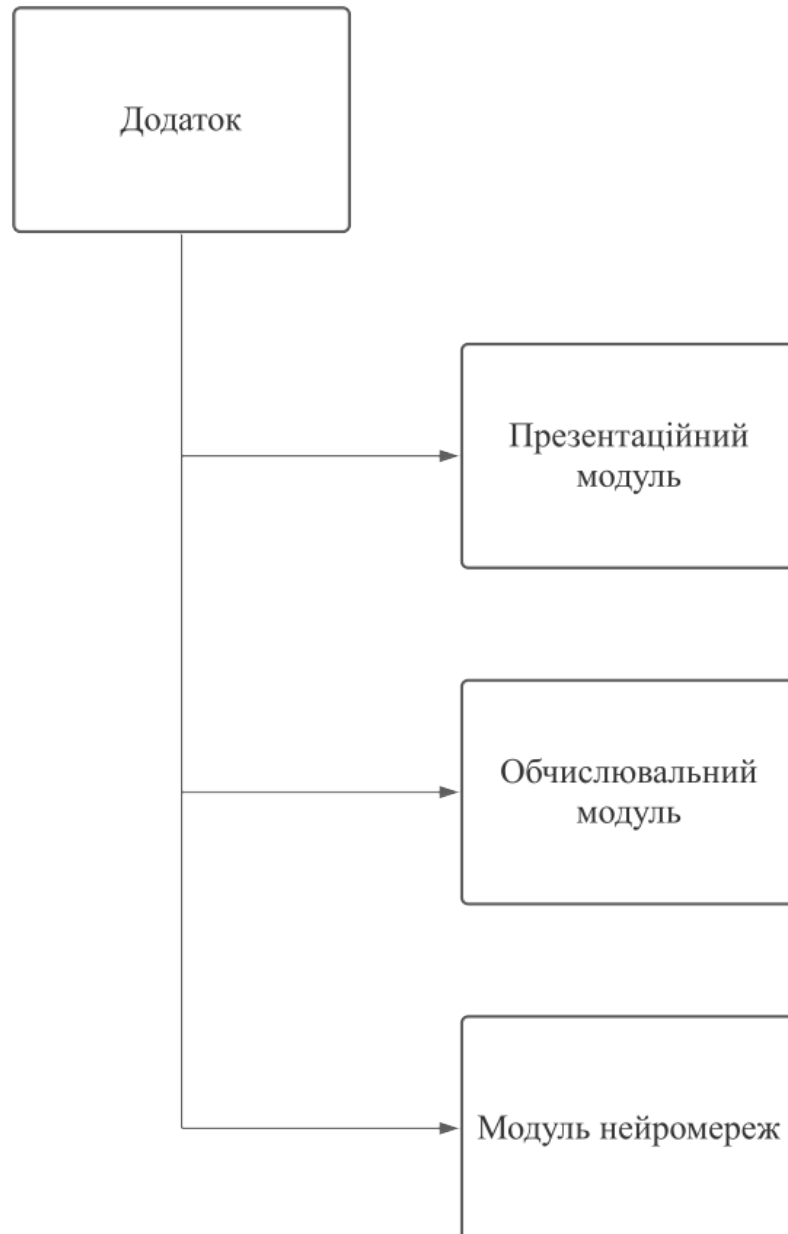 Додаток
Презентаційний
модуль
Обчислювальний
модуль
Модуль нейромереж